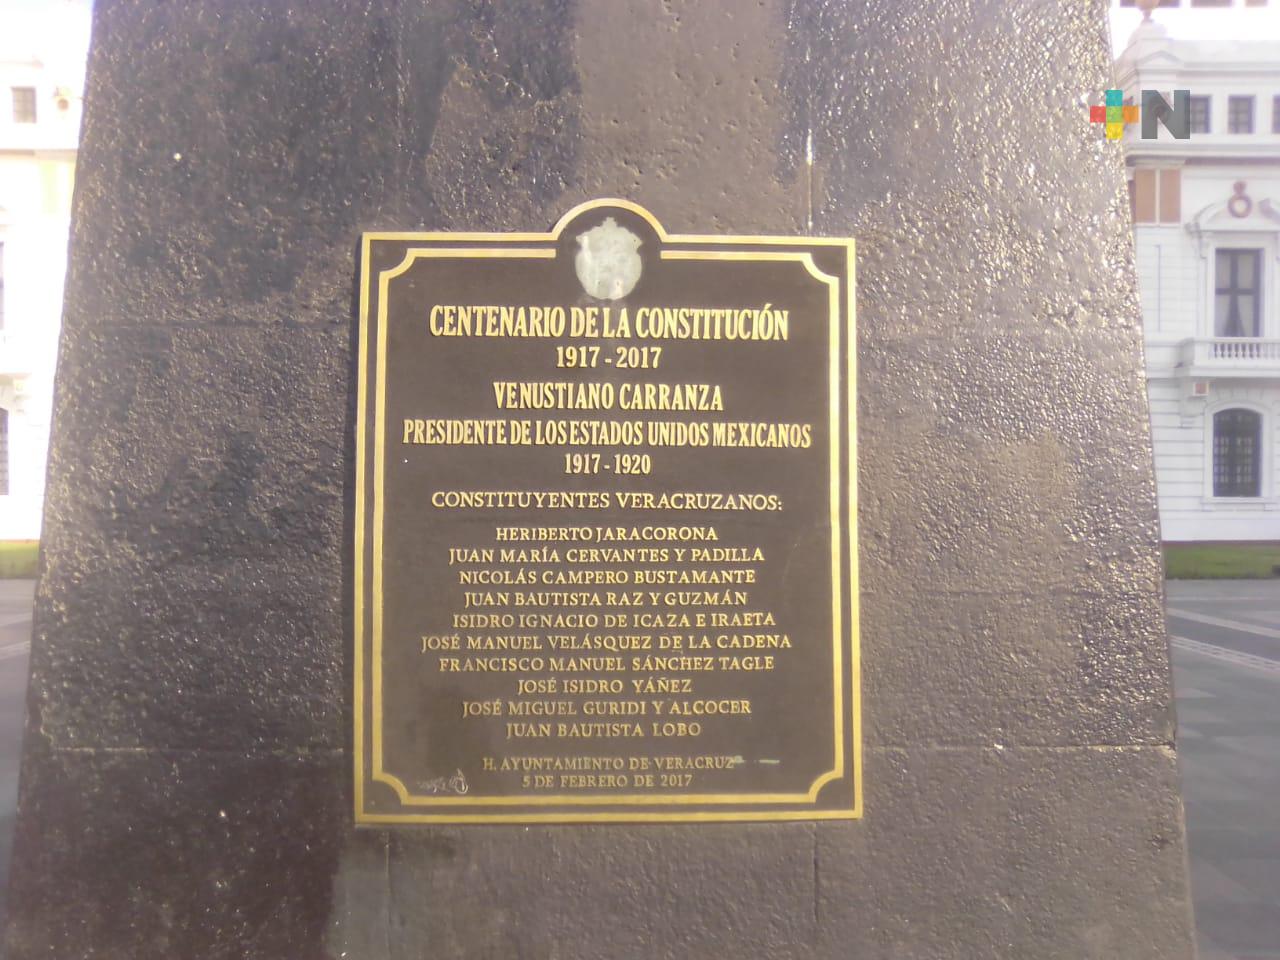 +N
CENTENARIO DE LA CONSTITUCIÓN
1917 - 2017
VENUSTIANO CARRANZA
PRESIDENTE DE LOS ESTADOS UNIDOS MEXICANOS
1917 - 1920
CONSTITUYENTES VERACRUZANOS:
HERIBERTO JARACORONA
JUAN MARÍA CERVANTES Y PADILLA
NICOLÁS CAMPERO BUSTAMANTE
JUAN BAUTISTA RAZ Y GUZMÁN
ISIDRO IGNACIO DE ICAZA E IRAETA
JOSÉ MANUEL VELÁSQUEZ DE LA CADENA
FRANCISCO MANUEL SÁNCHEZ TAGLE
JOSÉ ISIDRO YÁÑEZ
JOSÉ MIGUEL GURIDI Y ALCOCER
JUAN BAUTISTA LOBO
H. AYUNTAMIENTO DE VERACRUZ
5 DE FEBRERO DE 2017